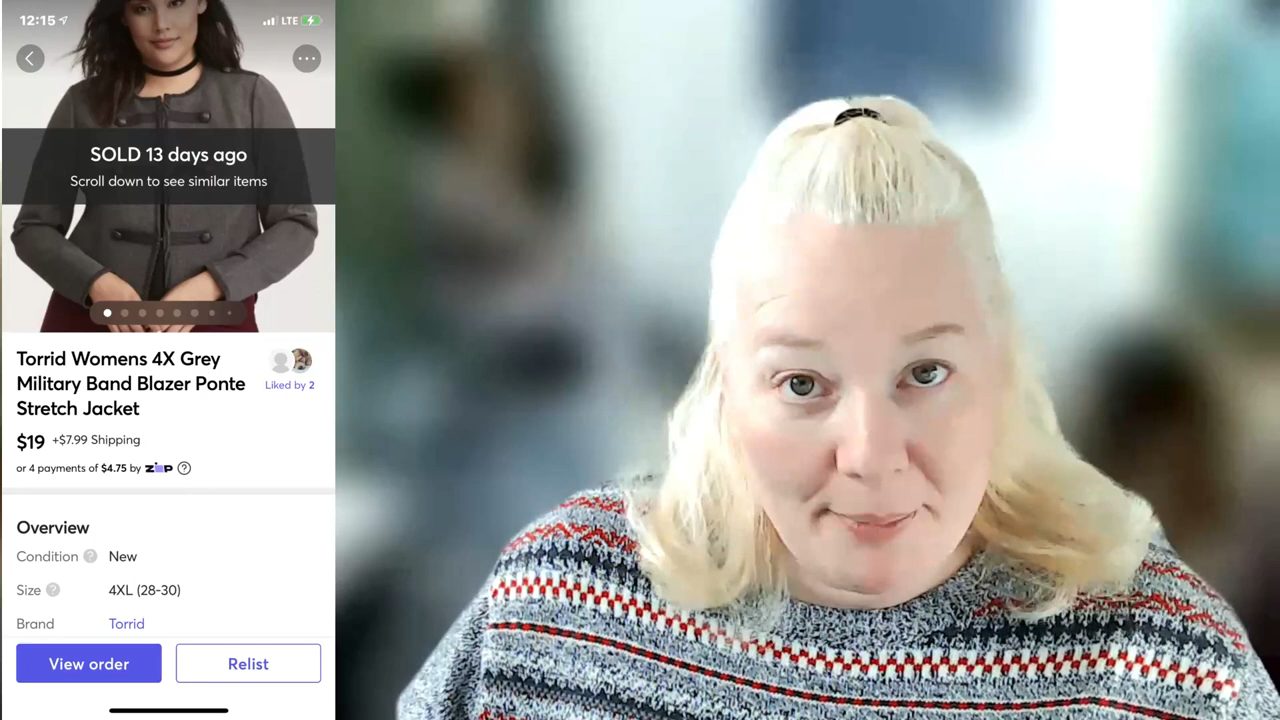 12:15 LTE
SOLD 13 days ago
Scroll down to see similar items
Torrid Womens 4X Grey
Military Band Blazer Ponte
Stretch Jacket
Liked by 2
$19 +$7.99 Shipping
or 4 payments of $4.75 by ZIP ?
Overview
Condition ? New
Size ? 4XL (28-30)
Brand Torrid
View order Relist